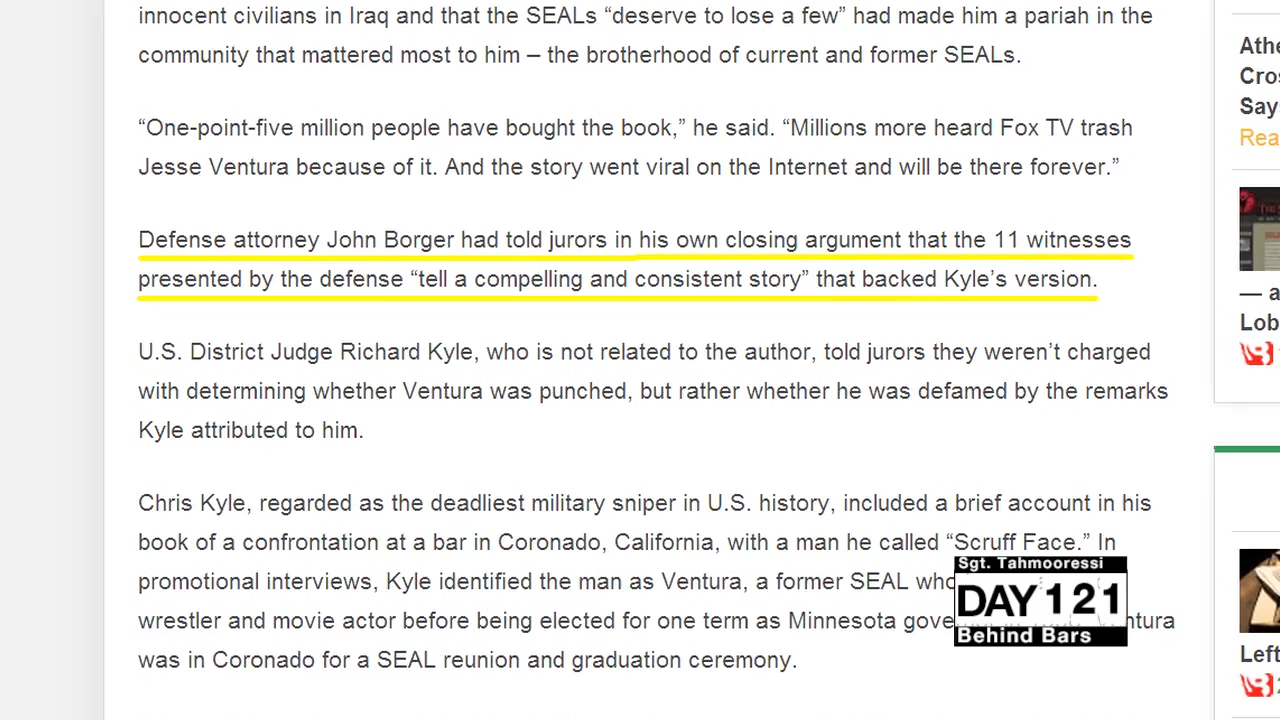 innocent civilians in Iraq and that the SEALs “deserve to lose a few” had made him a pariah in the
community that mattered most to him – the brotherhood of current and former SEALs.
“One-point-five million people have bought the book,” he said. “Millions more heard Fox TV trash
Jesse Ventura because of it. And the story went viral on the Internet and will be there forever.”
Defense attorney John Borger had told jurors in his own closing argument that the 11 witnesses
presented by the defense “tell a compelling and consistent story” that backed Kyle’s version.
U.S. District Judge Richard Kyle, who is not related to the author, told jurors they weren’t charged
with determining whether Ventura was punched, but rather whether he was defamed by the remarks
Kyle attributed to him.
Chris Kyle, regarded as the deadliest military sniper in U.S. history, included a brief account in his
book of a confrontation at a bar in Coronado, California, with a man he called “Scruff Face.” In
promotional interviews, Kyle identified the man as Ventura, a former SEAL who
wrestler and movie actor before being elected for one term as Minnesota
was in Coronado for a SEAL reunion and graduation ceremony.
Sgt. Tahmooressi
DAY 121
Behind Bars
Say
— a
Left